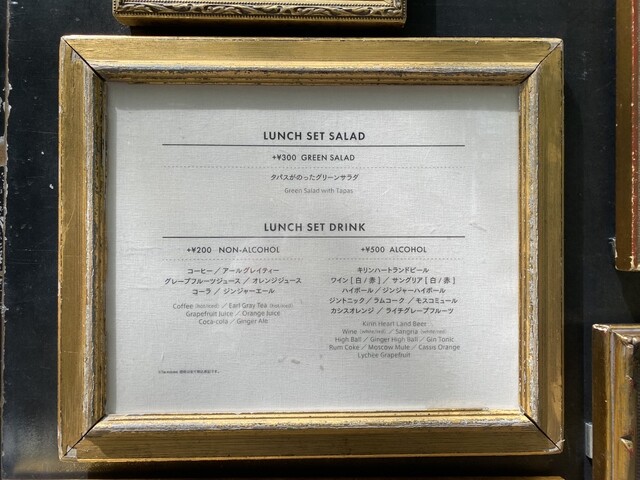 LUNCH SET SALAD
+¥300 GREEN SALAD
タパスがのったグリーンサラダ
Green Salad with Tapas
LUNCH SET DRINK
+¥200 NON-ALCOHOL
コーヒー ／ アールグレイティー
グレープフルーツジュース ／ オレンジジュース
コーラ ／ ジンジャーエール
Coffee ／ Earl Gray Tea
Grapefruit Juice ／ Orange Juice
Coca-cola ／ Ginger Ale
+¥500 ALCOHOL
キリンハートランドビール
ワイン [ 白 / 赤 ] ／ サングリア [ 白 / 赤 ]
ハイボール ／ ジンジャーハイボール
ジントニック ／ ラムコーク ／ モスコミュール
カシスオレンジ ／ ライチグレープフルーツ
Kirin Heart Land Beer
Wine ／ Sangria
High Ball ／ Ginger High Ball ／ Gin Tonic
Rum Coke ／ Moscow Mule ／ Casus Orange
Lychee Grapefruit